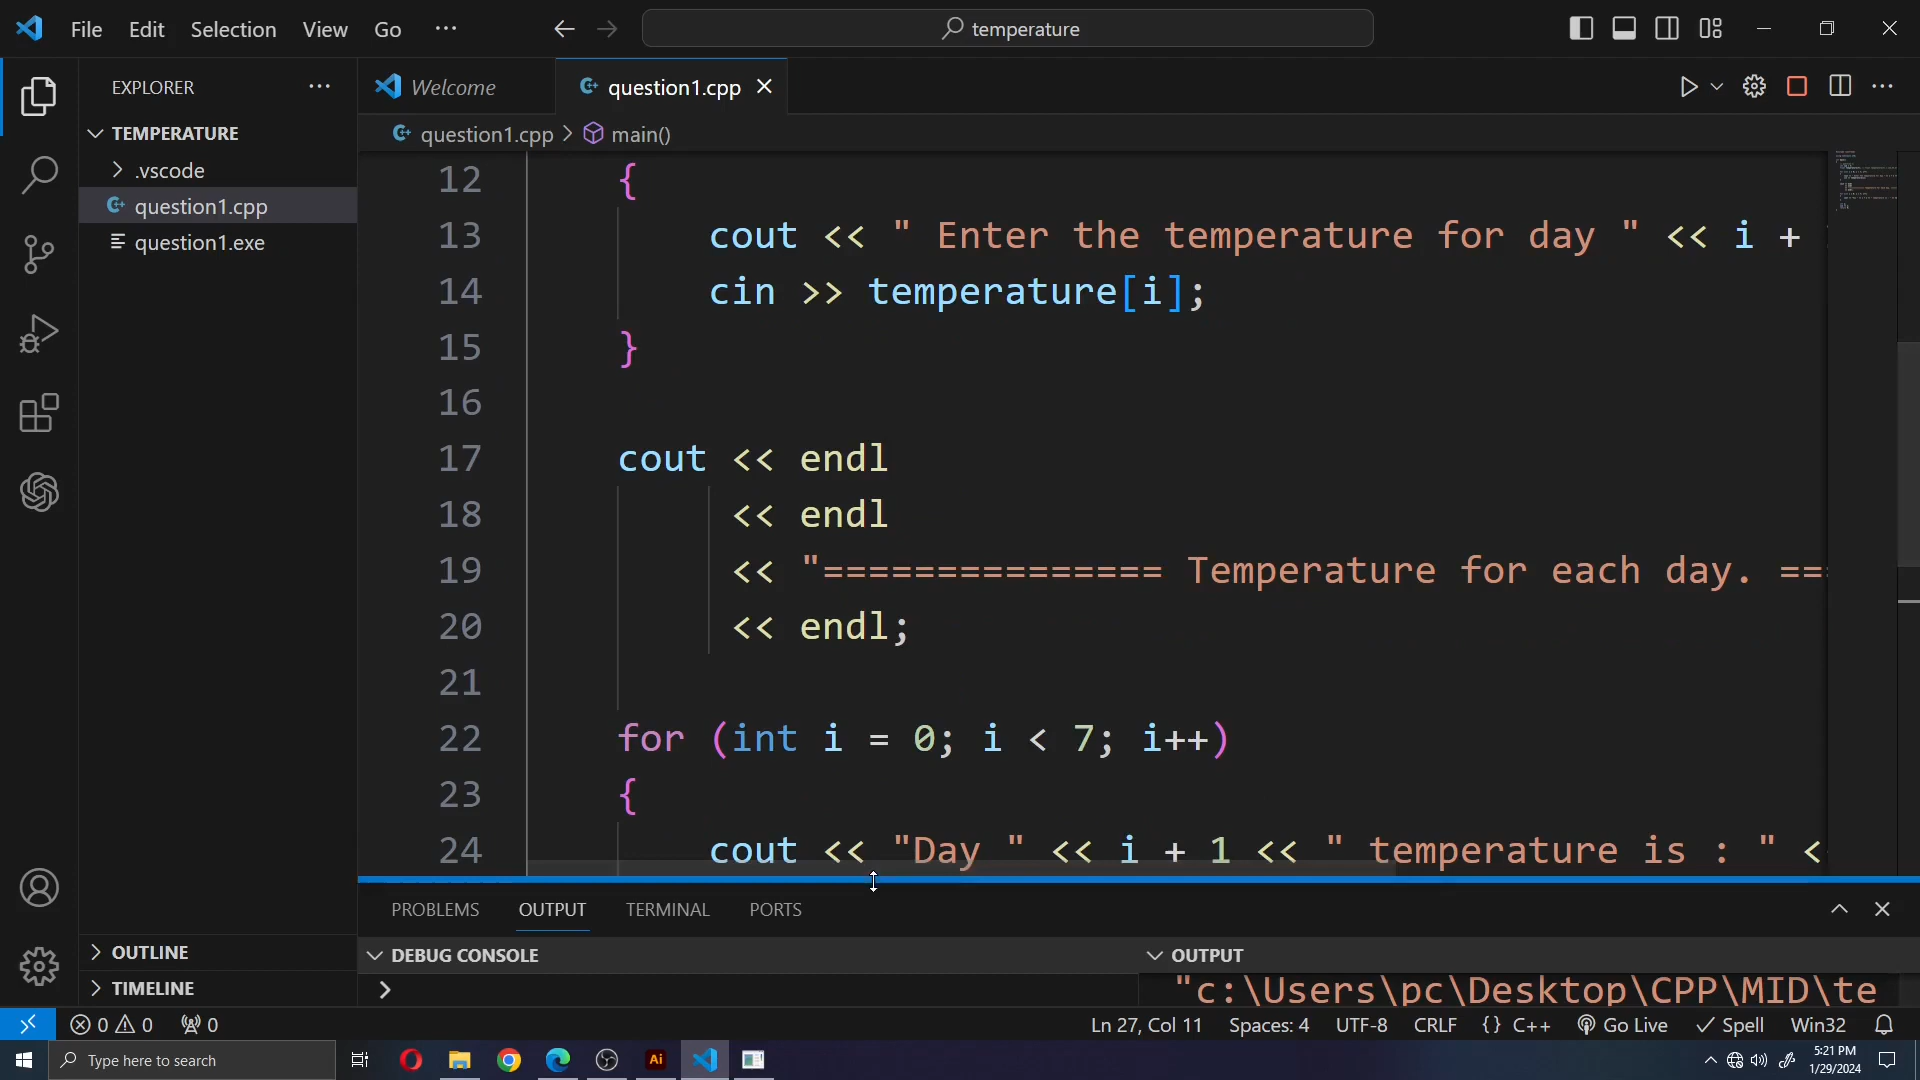 File Edit Selection View Go ··· temperature
EXPLORER ···
TEMPERATURE
.vscode
question1.cpp
question1.exe
OUTLINE
TIMELINE
Welcome question1.cpp
question1.cpp > main()
12 {
13 cout << " Enter the temperature for day " << i +
14 cin >> temperature[i];
15 }
16
17 cout << endl
18 << endl
19 << "=============== Temperature for each day. ==
20 << endl;
21
22 for (int i = 0; i < 7; i++)
23 {
24 cout << "Day " << i + 1 << " temperature is : " <
PROBLEMS OUTPUT TERMINAL PORTS
DEBUG CONSOLE
>
OUTPUT
"c:\Users\pc\Desktop\CPP\MID\te
0 0 0 Ln 27, Col 11 Spaces: 4 UTF-8 CRLF {} C++ Go Live Spell Win32
Type here to search
Ai
5:21 PM
1/29/2024